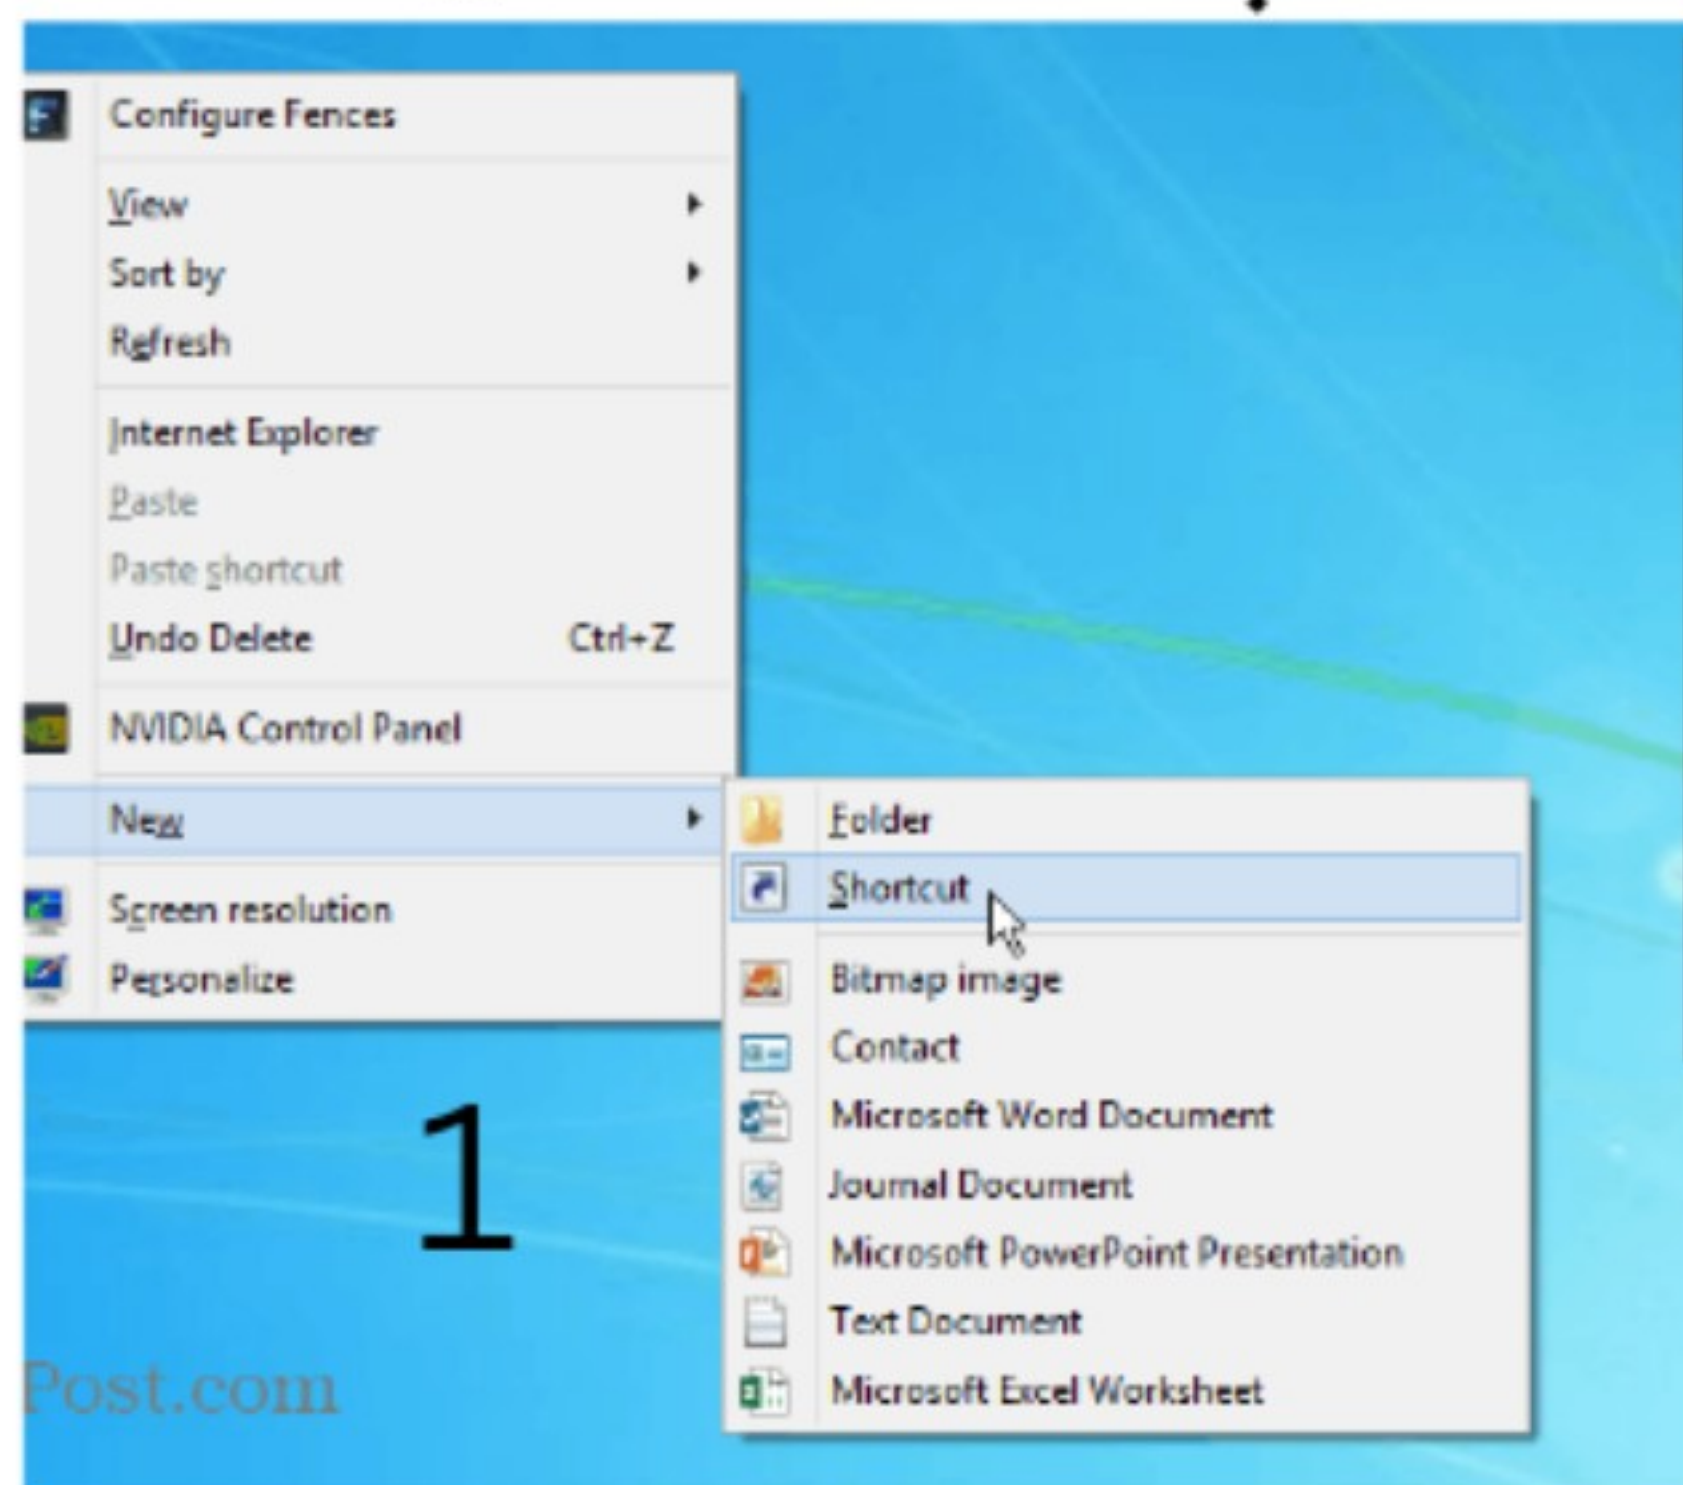 Configure Fences
View
Sort by
Refresh
Internet Explorer
Paste
Paste shortcut
Undo Delete Ctrl+Z
NVIDIA Control Panel
New
Screen resolution
Personalize
Folder
Shortcut
Bitmap image
Contact
Microsoft Word Document
Journal Document
Microsoft PowerPoint Presentation
Text Document
Microsoft Excel Worksheet
1
Post.com